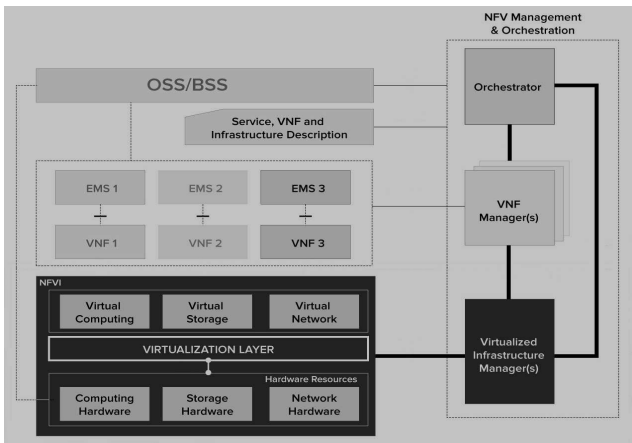 NFV Management
& Orchestration
OSS/BSS
Orchestrator
Service, VNF and
Infrastructure Description
EMS 1
EMS 2
EMS 3
VNF
Manager(s)
VNF 1
VNF 2
VNF 3
NFVI
Virtual
Computing
Virtual
Storage
Virtual
Network
VIRTUALIZATION LAYER
Virtualized
Infrastructure
Manager(s)
Hardware Resources
Computing
Hardware
Storage
Hardware
Network
Hardware